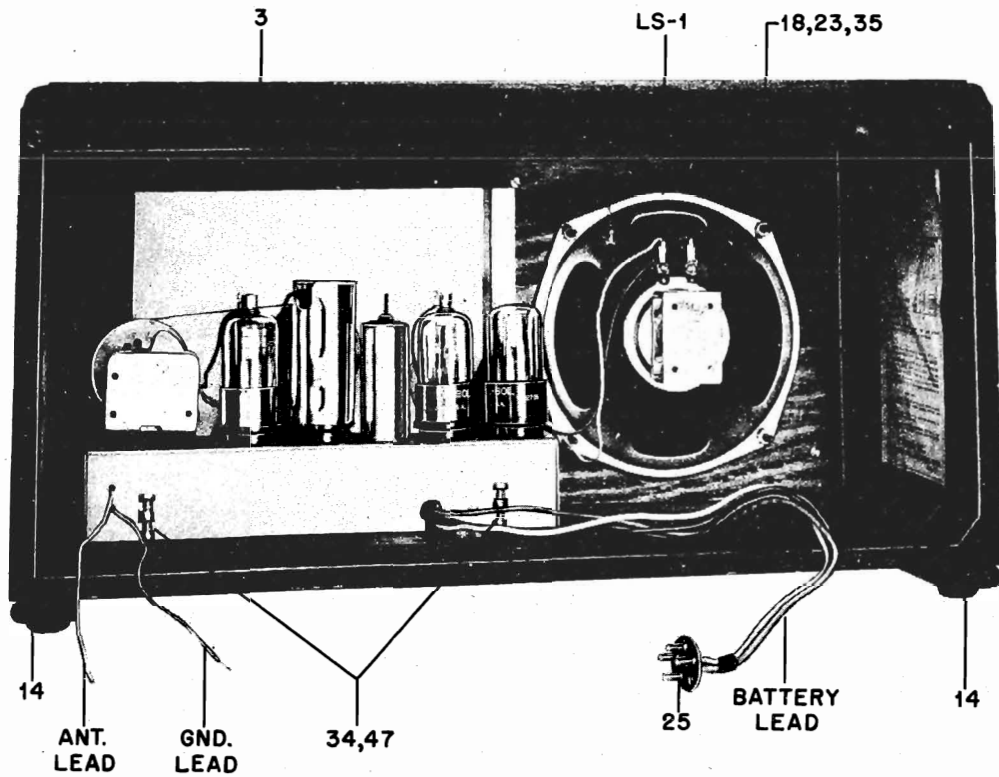 3
LS-1
18,23,35
14
ANT.
LEAD
GND.
LEAD
34,47
25
BATTERY
LEAD
14